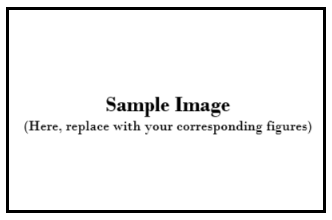 Sample Image
(Here, replace with your corresponding figures)